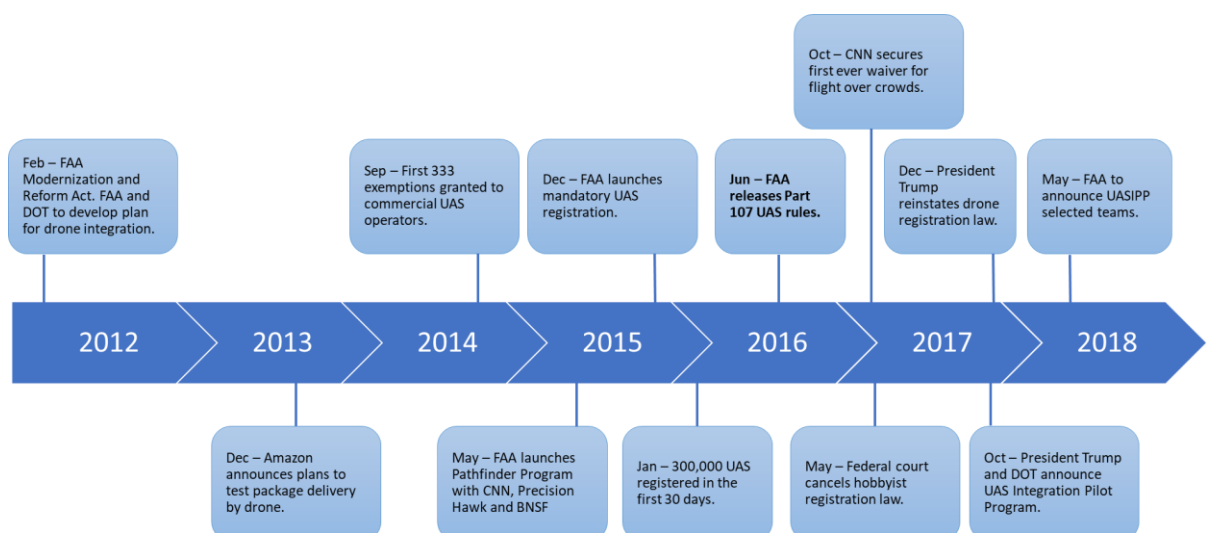 Oct – CNN secures
first ever waiver for
flight over crowds.
Feb – FAA
Modernization and
Reform Act. FAA and
DOT to develop plan
for drone integration.
Sep – First 333
exemptions granted to
commercial UAS
operators.
Dec – FAA launches
mandatory UAS
registration.
Jun – FAA
releases Part
107 UAS rules.
Dec – President
Trump
reinstates drone
registration law.
May – FAA to
announce UASIPP
selected teams.
2012
2013
2014
2015
2016
2017
2018
Dec – Amazon
announces plans to
test package delivery
by drone.
May – FAA launches
Pathfinder Program
with CNN, Precision
Hawk and BNSF
Jan – 300,000 UAS
registered in the
first 30 days.
May – Federal court
cancels hobbyist
registration law.
Oct – President Trump
and DOT announce
UAS Integration Pilot
Program.